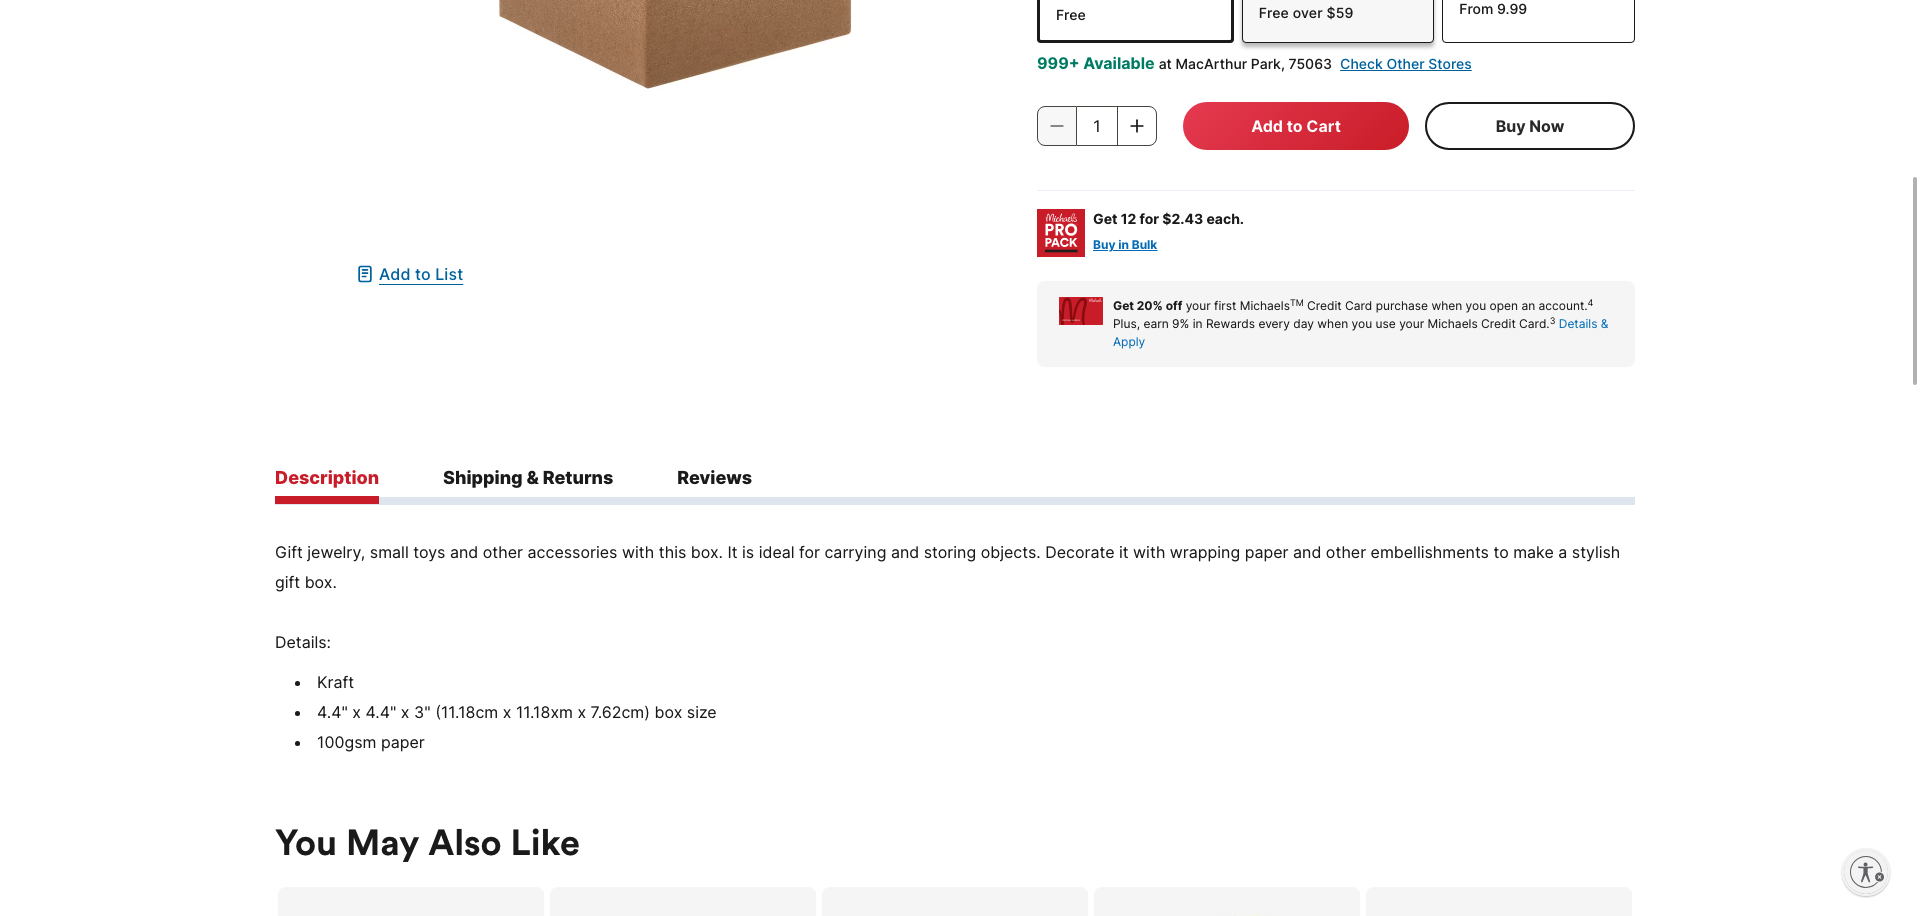 Free
Free over $59
From 9.99
999+ Available at MacArthur Park, 75063 Check Other Stores
1
Add to Cart
Buy Now
Michaels
PRO
PACK
Get 12 for $2.43 each.
Buy in Bulk
Add to List
Get 20% off your first Michaels™ Credit Card purchase when you open an account.⁴
Plus, earn 9% in Rewards every day when you use your Michaels Credit Card.³ Details &
Apply
Description
Shipping & Returns
Reviews
Gift jewelry, small toys and other accessories with this box. It is ideal for carrying and storing objects. Decorate it with wrapping paper and other embellishments to make a stylish
gift box.
Details:
• Kraft
• 4.4" x 4.4" x 3" (11.18cm x 11.18xm x 7.62cm) box size
• 100gsm paper
You May Also Like